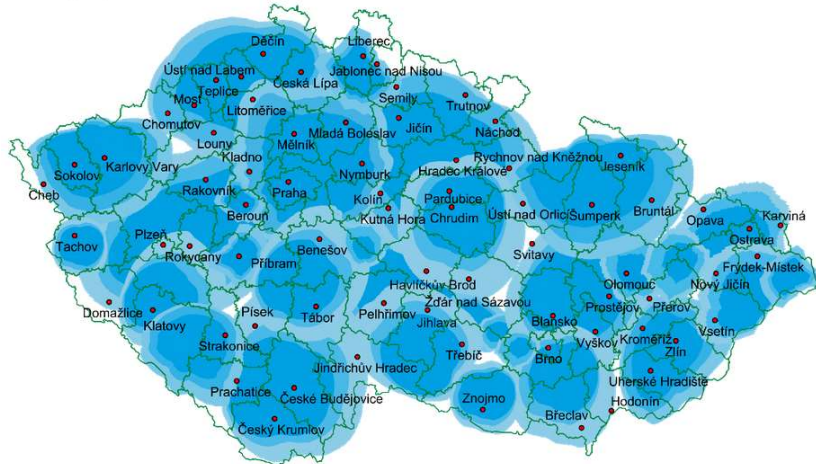 Děčín
Liberec
Ústí nad Labem
Jablonec nad Nisou
Teplice
Česká Lípa
Semily
Most
Litoměřice
Trutnov
Chomutov
Mladá Boleslav
Jičín
Náchod
Louny
Mělník
Kladno
Rychnov nad Kněžnou
Karlovy Vary
Nymburk
Hradec Králové
Jeseník
Sokolov
Rakovník
Praha
Cheb
Kolín
Pardubice
Beroun
Kutná Hora
Chrudim
Ústí nad Orlicí
Šumperk
Bruntál
Opava
Karviná
Tachov
Plzeň
Ostrava
Rokycany
Benešov
Svitavy
Příbram
Frýdek-Místek
Havlíčkův Brod
Olomouc
Nový Jičín
Domažlice
Klatovy
Písek
Tábor
Pelhřimov
Žďár nad Sázavou
Prostějov
Přerov
Jihlava
Blansko
Strakonice
Třebíč
Brno
Vyškov
Kroměříž
Vsetín
Zlín
Jindřichův Hradec
Prachatice
Uherské Hradiště
České Budějovice
Znojmo
Hodonín
Český Krumlov
Břeclav